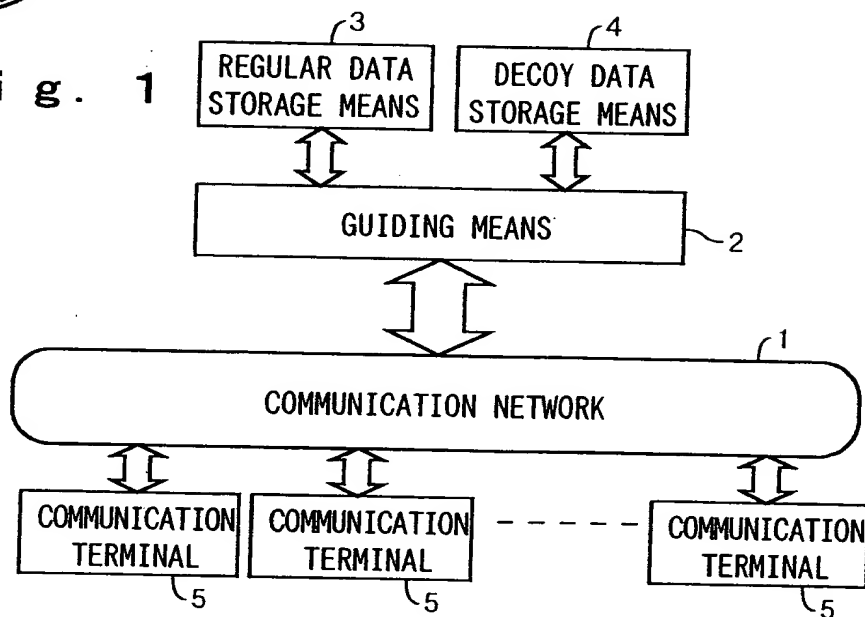 ig. 1
3
4
REGULAR DATA
STORAGE MEANS
DECOY DATA
STORAGE MEANS
GUIDING MEANS
2
1
COMMUNICATION NETWORK
COMMUNICATION
TERMINAL
5
COMMUNICATION
TERMINAL
5
COMMUNICATION
TERMINAL
5